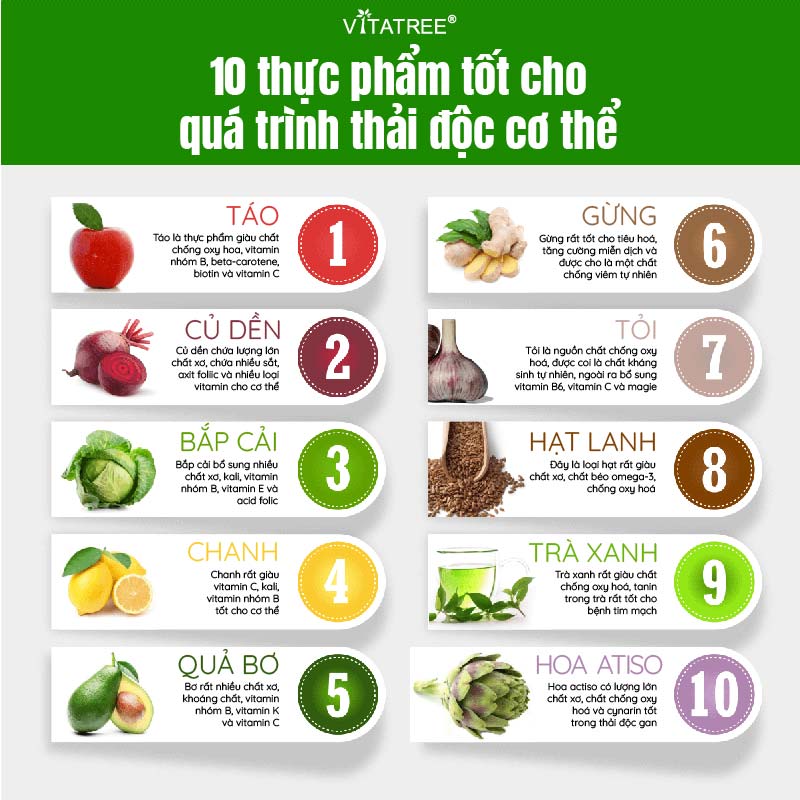 VITATREE®
10 thực phẩm tốt cho
quá trình thải độc cơ thể
TÁO
Táo là thực phẩm giàu chất
chống oxy hoa, vitamin
nhóm B, beta-carotene,
biotin và vitamin C
1
CỦ DỀN
Củ dền chứa lượng lớn
chất xơ, chứa nhiều sắt,
axit foliic và nhiều loại
vitamin cho cơ thể
2
BẮP CẢI
Bắp cải bổ sung nhiều
chất xơ, kali, vitamin
nhóm B, vitamin E và
acid folic
3
CHANH
Chanh rất giàu
vitamin C, kali,
vitamin nhóm B
tốt cho cơ thể
4
QUẢ BƠ
Bơ rất nhiều chất xơ,
khoáng chất, vitamin
nhóm B, vitamin K
và vitamin C
5
GỪNG
Gừng rất tốt cho tiêu hoá,
tăng cường miễn dịch và
được cho là một chất
chống viêm tự nhiên
6
TỎI
Tỏi là nguồn chất chống oxy
hoá, được coi là chất kháng
sinh tự nhiên, ngoài ra bổ sung
vitamin B6, vitamin C và magie
7
HẠT LANH
Đây là loại hạt rất giàu
chất xơ, chất béo omega-3,
chống oxy hoá
8
TRÀ XANH
Trà xanh rất giàu chất
chống oxy hoá, tanin
trong trà rất tốt cho
bệnh tim mạch
9
HOA ATISO
Hoa actiso có lượng lớn
chất xơ, chất chống oxy
hoá và cynarin tốt
trong thải độc gan
10